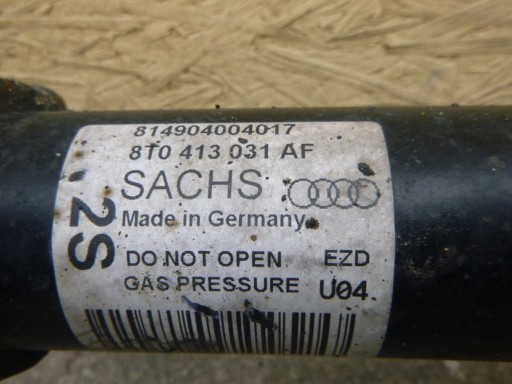 814904004017
8T0 413 031 AF
SACHS
Made in Germany
2S
DO NOT OPEN EZD
GAS PRESSURE U04